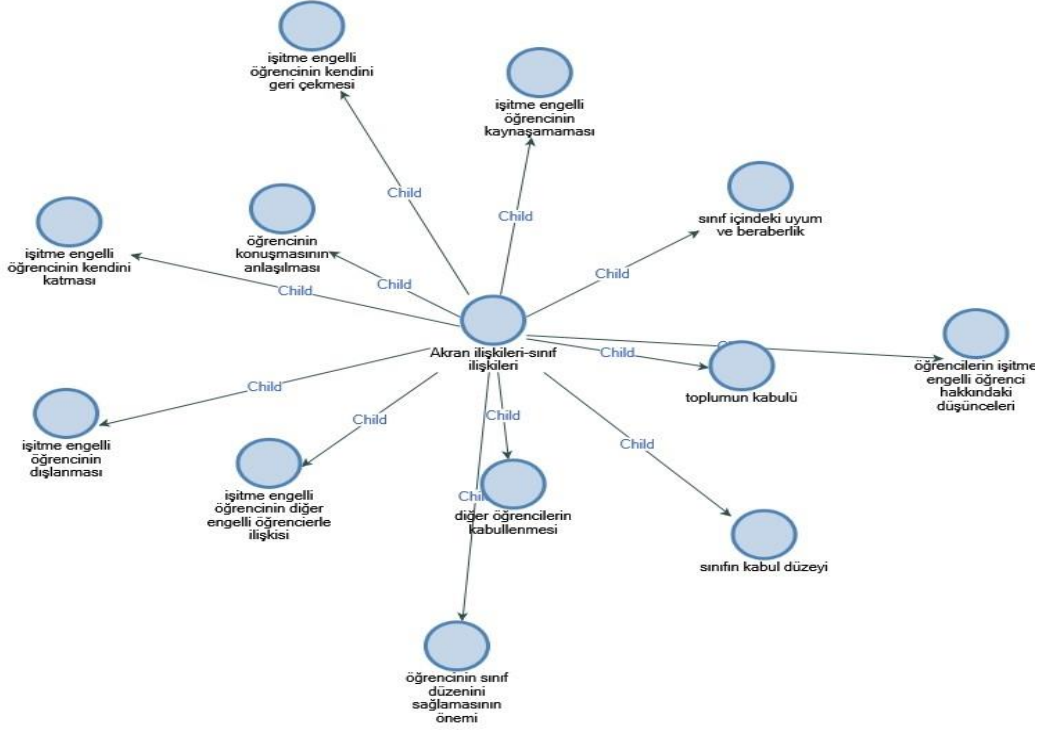 işitme engelli
öğrencinin kendini
geri çekmesi
işitme engelli
öğrencinin
kaynaşamaması
Child
Child
sınıf içindeki uyum
ve beraberlik
öğrencinin
konuşmasının
anlaşılması
işitme engelli
öğrencinin kendini
katması
Child
Child
Child
Akran ilişkileri-sınıf
ilişkileri
Child
öğrencilerin işitme
engelli öğrenci
hakkındaki
düşünceleri
toplumun kabulü
Child
işitme engelli
öğrencinin
dışlanması
Child
Child
Child
işitme engelli
öğrencinin diğer
engelli öğrencierle
ilişkisi
diğer öğrencilerin
kabullenmesi
sınıfın kabul düzeyi
öğrencinin sınıf
düzenini
sağlamasının
önemi